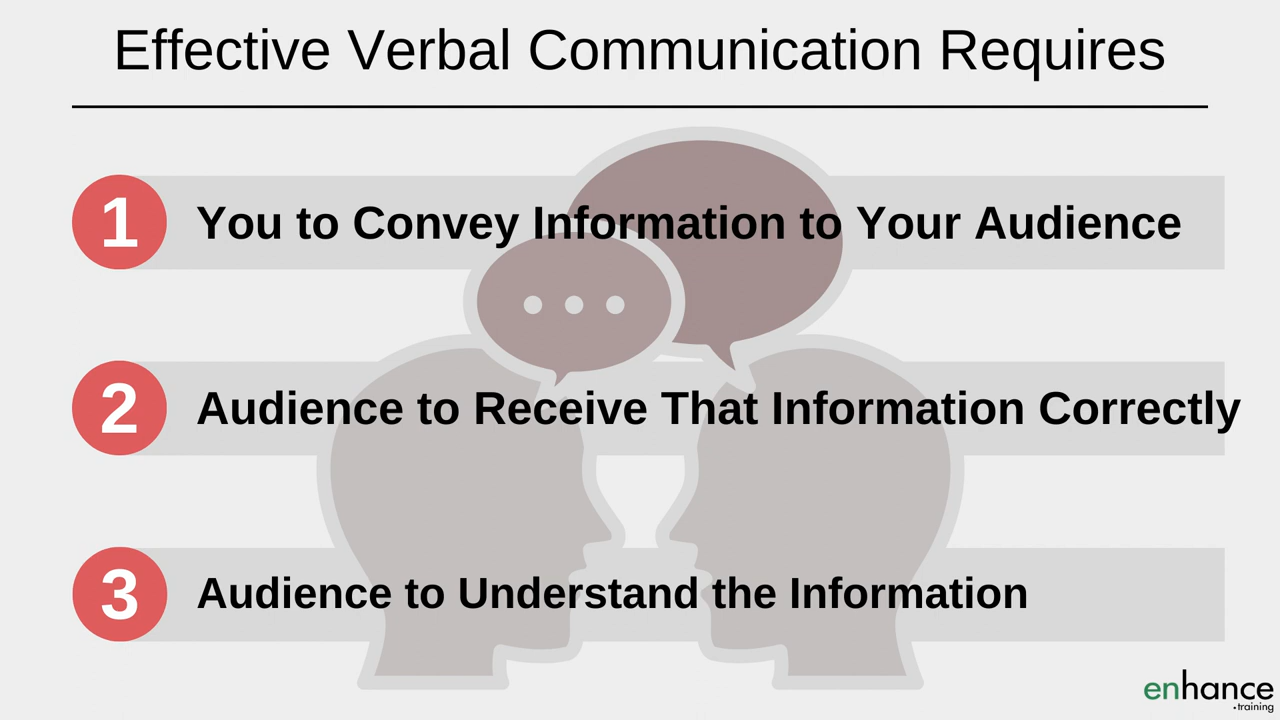 Effective Verbal Communication Requires
1 You to Convey Information to Your Audience
2 Audience to Receive That Information Correctly
3 Audience to Understand the Information
enhance
•training